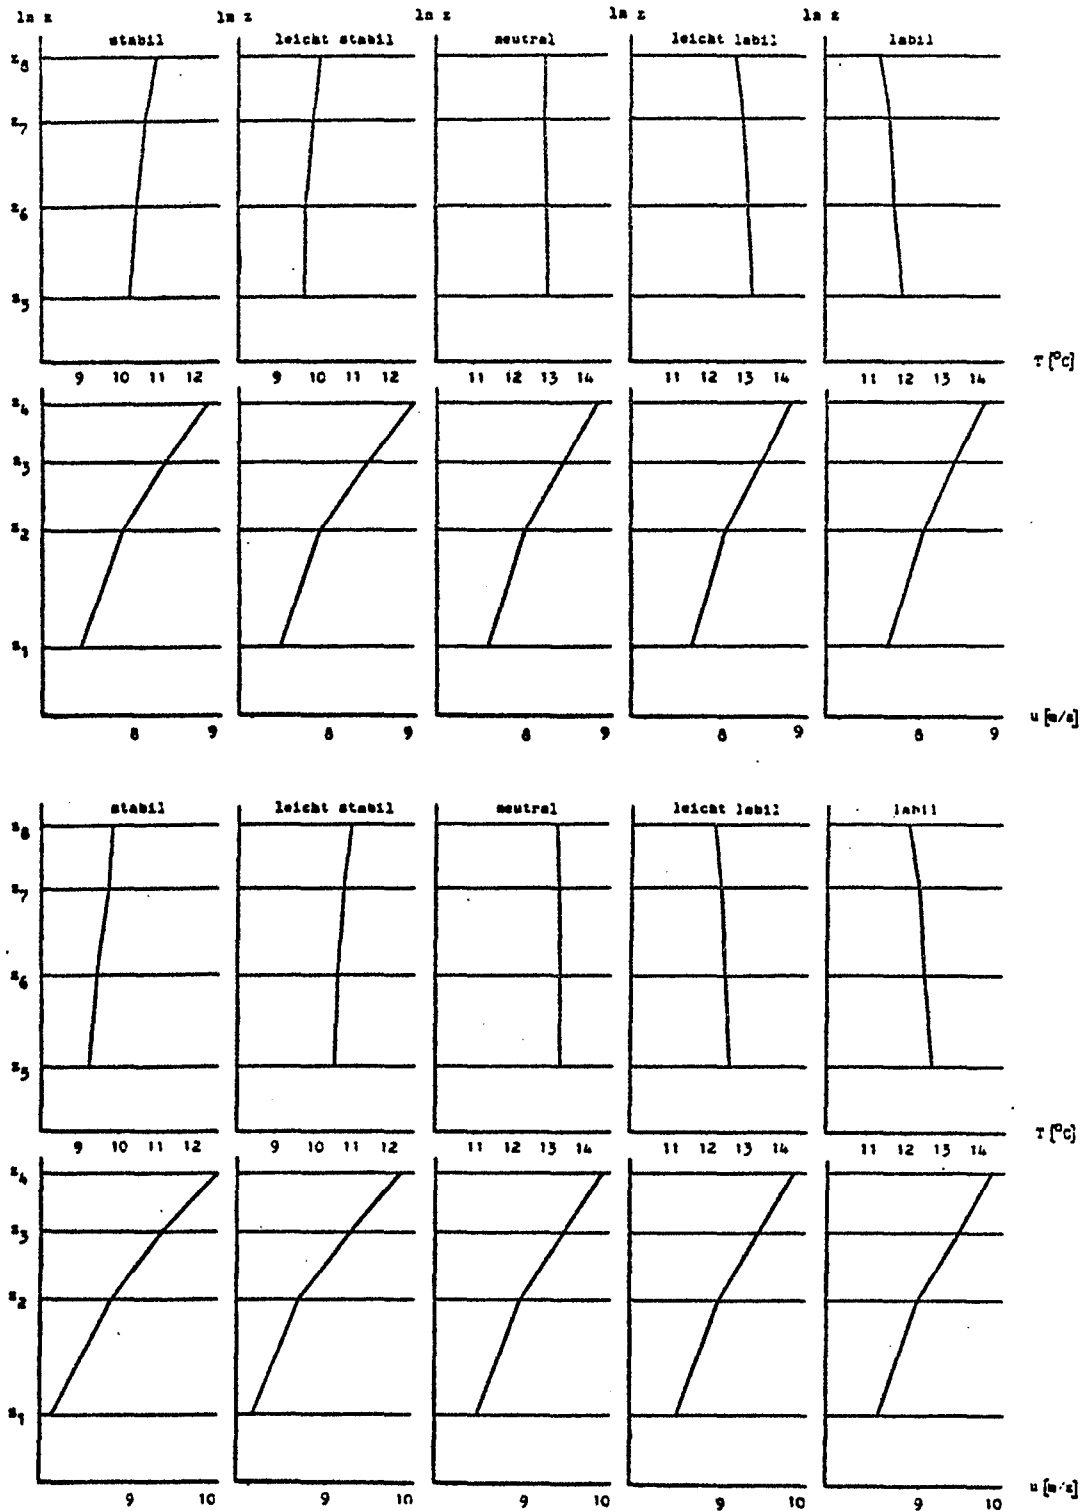 ln z ln z ln z ln z ln z
stabil leicht stabil neutral leicht labil labil
z8
z7
z6
z5
T [°C]
9 10 11 12 9 10 11 12 11 12 13 14 11 12 13 14 11 12 13 14
z4
z3
z2
z1
u [m/s]
8 9 8 9 8 9 8 9 8 9
stabil leicht stabil neutral leicht labil labil
z8
z7
z6
z5
T [°C]
9 10 11 12 9 10 11 12 11 12 13 14 11 12 13 14 11 12 13 14
z4
z3
z2
z1
u [m/s]
9 10 9 10 9 10 9 10 9 10